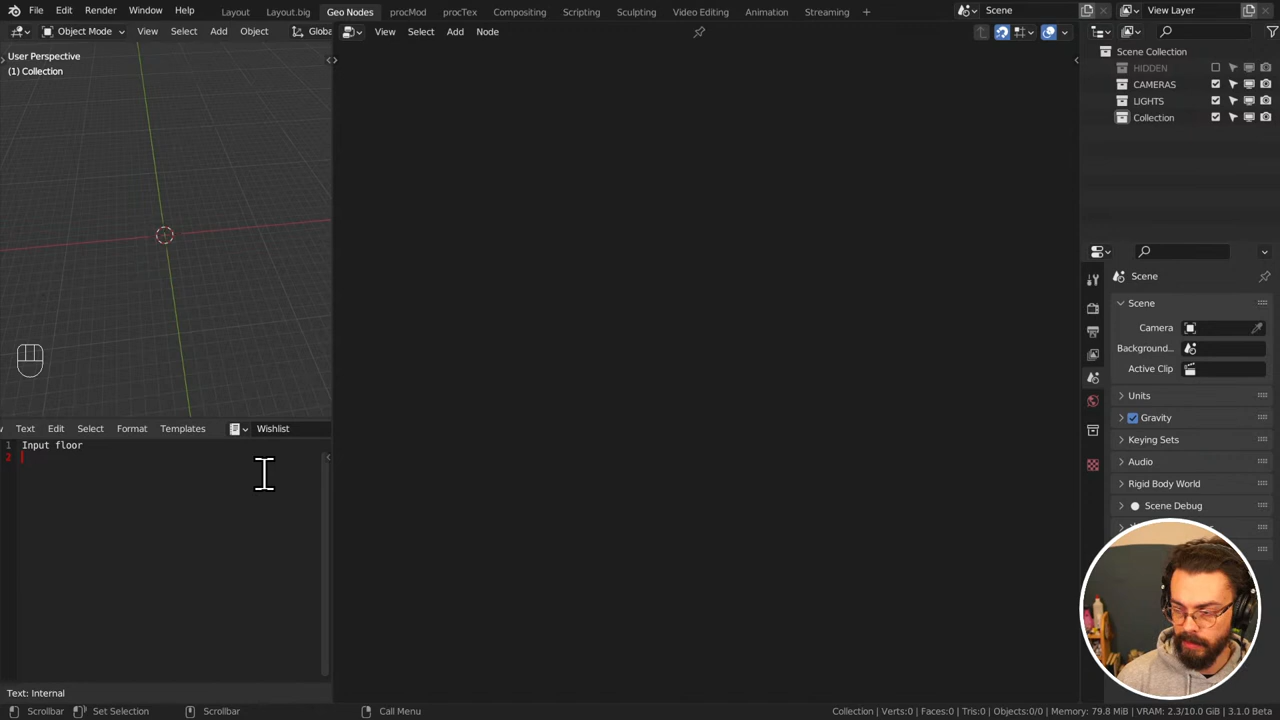 File Edit Render Window Help Layout Layout.big Geo Nodes procMod procTex Compositing Scripting Sculpting Video Editing Animation Streaming + Scene View Layer
Object Mode View Select Add Object Globa
View Select Add Node
User Perspective
(1) Collection
Scene Collection
HIDDEN
CAMERAS
LIGHTS
Collection
Scene
Scene
Camera
Background...
Active Clip
Units
Gravity
Keying Sets
Audio
Rigid Body World
Scene Debug
Text Edit Select Format Templates Wishlist
1 Input floor
2
Text: Internal
Scrollbar Set Selection Scrollbar Call Menu Collection | Verts:0 | Faces:0 | Tris:0 | Objects:0/0 | Memory: 79.8 MiB | VRAM: 2.3/10.0 GiB | 3.1.0 Beta